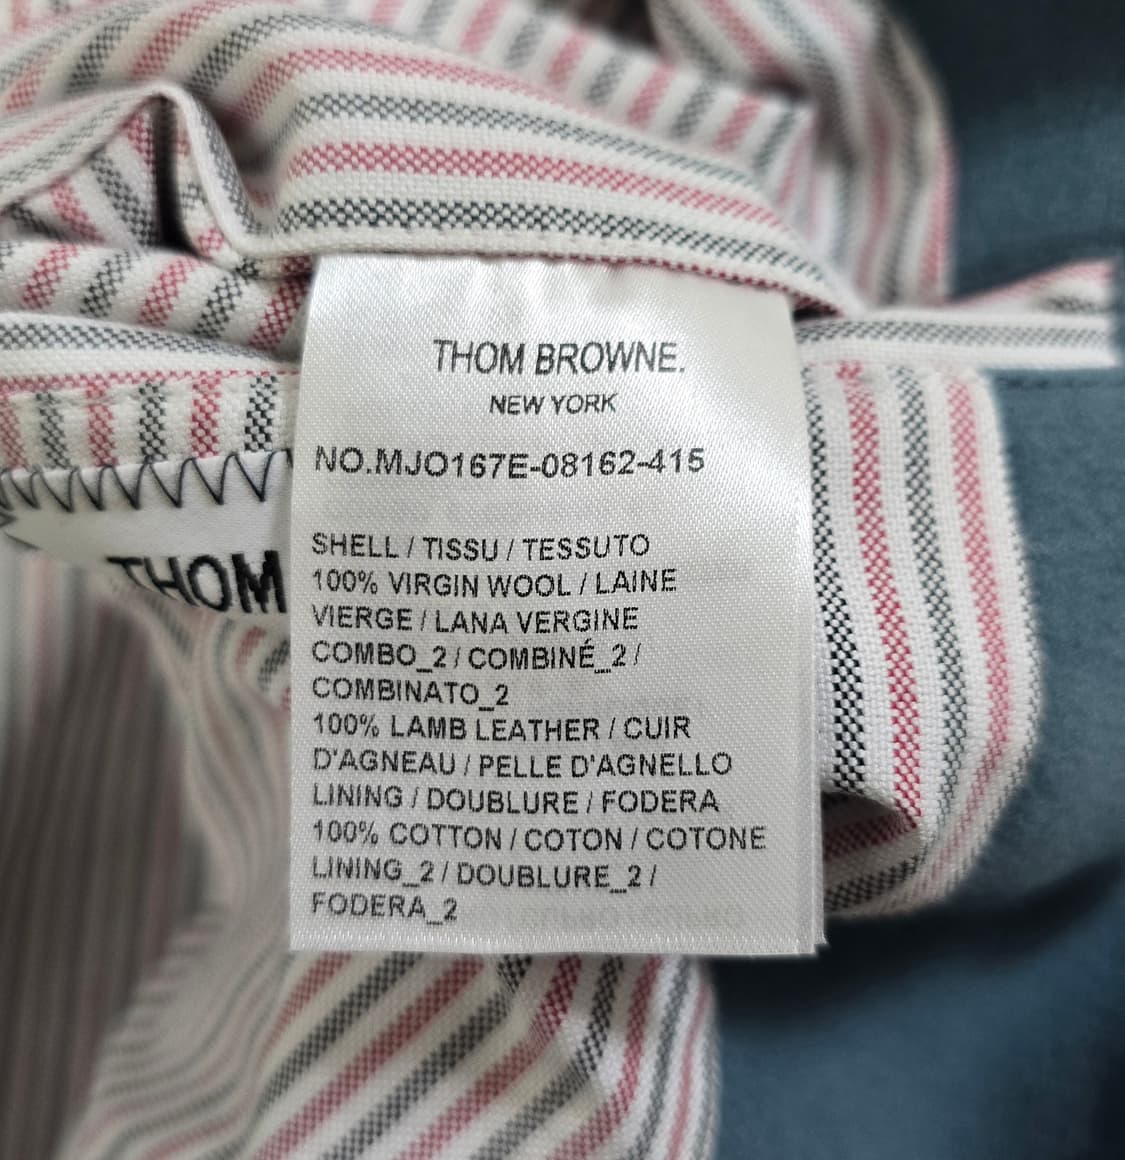 THOM BROWNE.
NEW YORK
NO.MJO167E-08162-415
SHELL / TISSU / TESSUTO
100% VIRGIN WOOL / LAINE
VIERGE / LANA VERGINE
COMBO_2 / COMBINÉ_2 /
COMBINATO_2
100% LAMB LEATHER / CUIR
D'AGNEAU / PELLE D'AGNELLO
LINING / DOUBLURE / FODERA
100% COTTON / COTON / COTONE
LINING_2 / DOUBLURE_2 /
FODERA_2
THOM